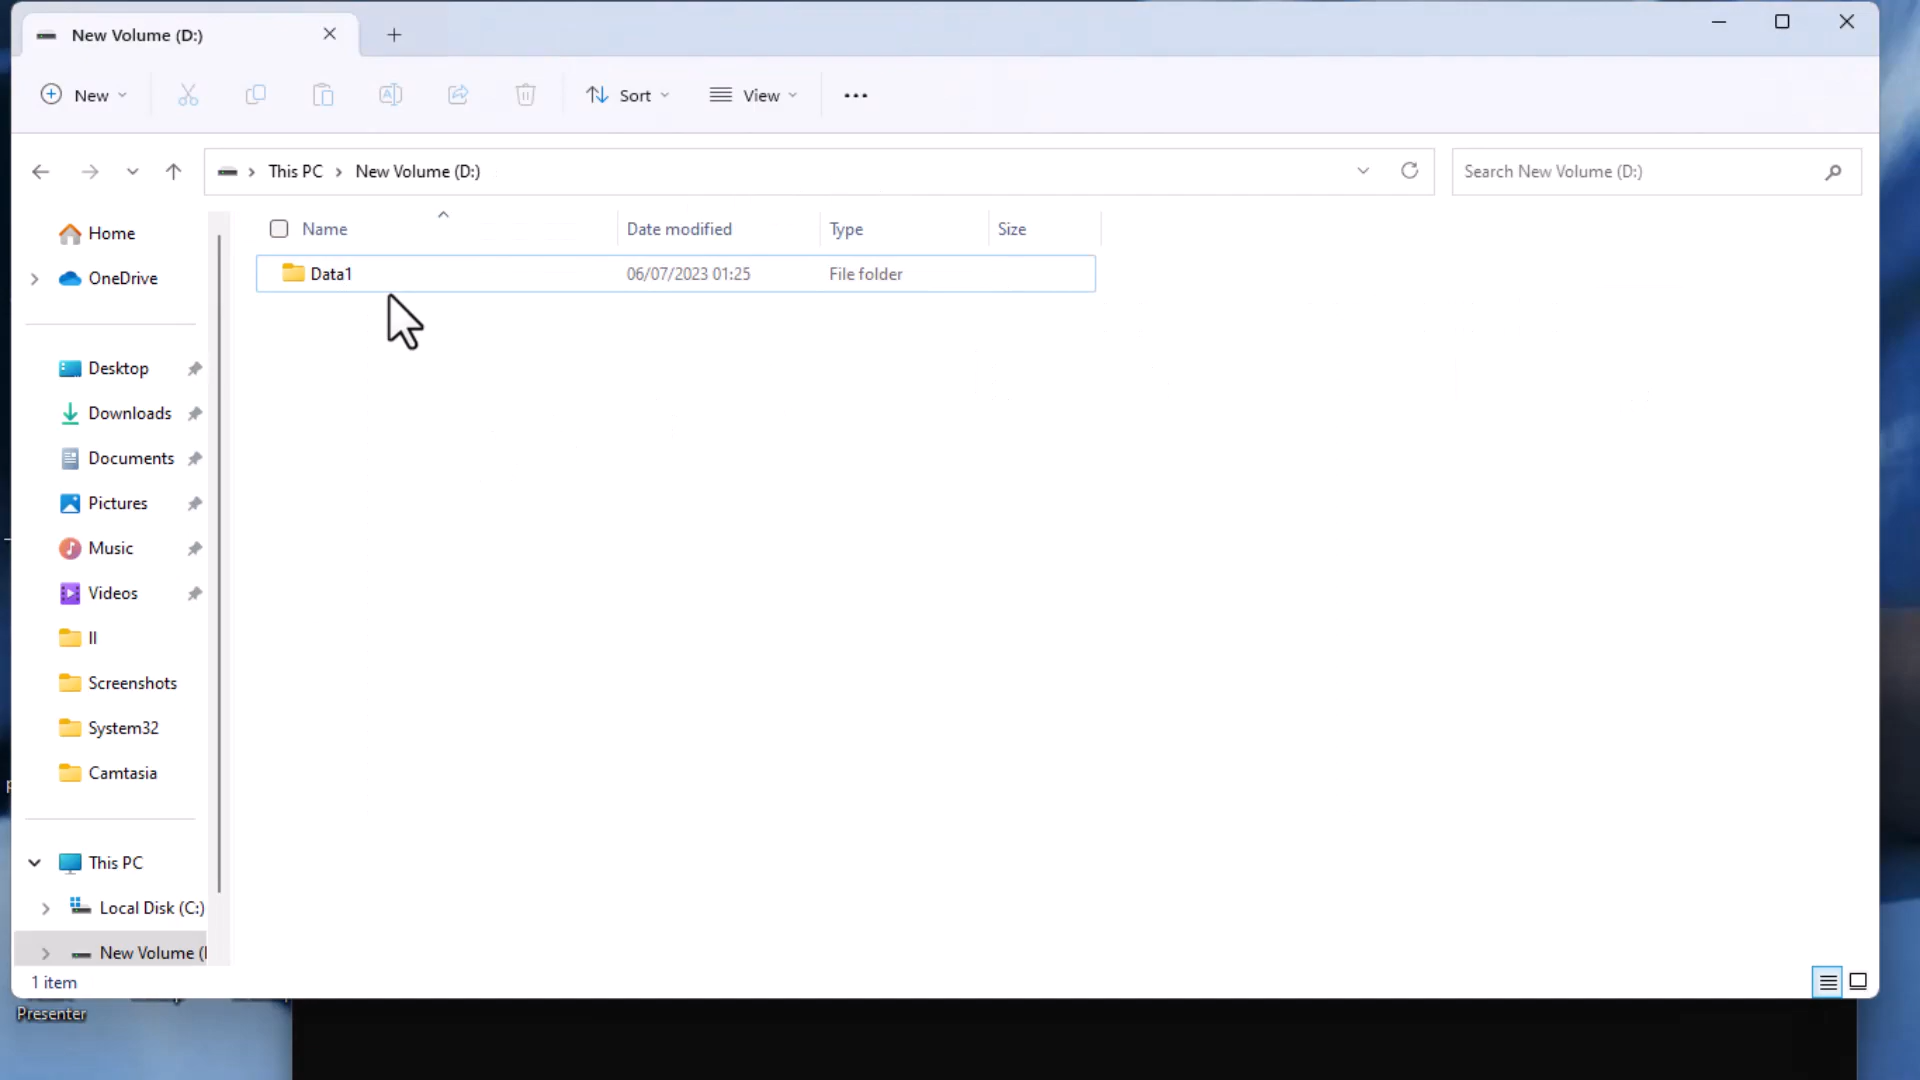 New Volume (D:)
New
Sort
View
This PC
New Volume (D:)
Search New Volume (D:)
Name
Date modified
Type
Size
Data1
06/07/2023 01:25
File folder
Home
OneDrive
Desktop
Downloads
Documents
Pictures
Music
Videos
II
Screenshots
System32
Camtasia
This PC
Local Disk (C:)
New Volume (
1 item
Presenter